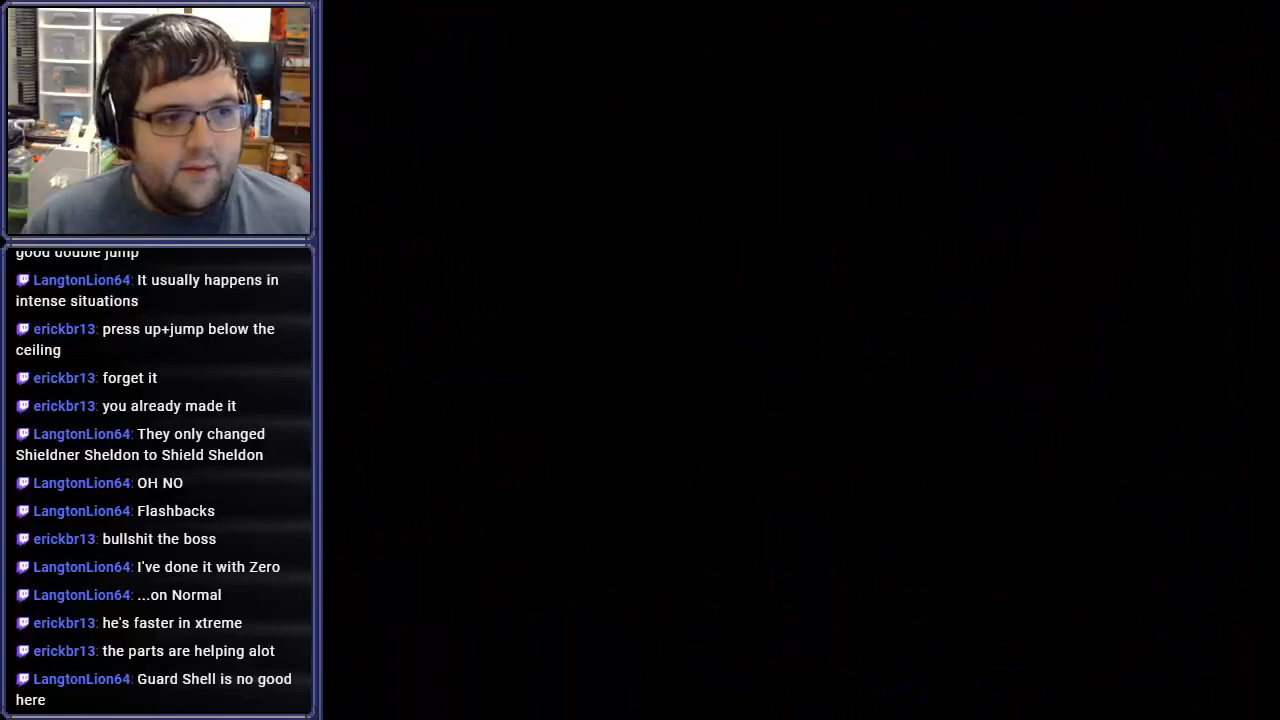 good double jump
LangtonLion64: It usually happens in
intense situations
erickbr13: press up+jump below the
ceiling
erickbr13: forget it
erickbr13: you already made it
LangtonLion64: They only changed
Shieldner Sheldon to Shield Sheldon
LangtonLion64: OH NO
LangtonLion64: Flashbacks
erickbr13: bullshit the boss
LangtonLion64: I've done it with Zero
LangtonLion64: ...on Normal
erickbr13: he's faster in xtreme
erickbr13: the parts are helping alot
LangtonLion64: Guard Shell is no good
here